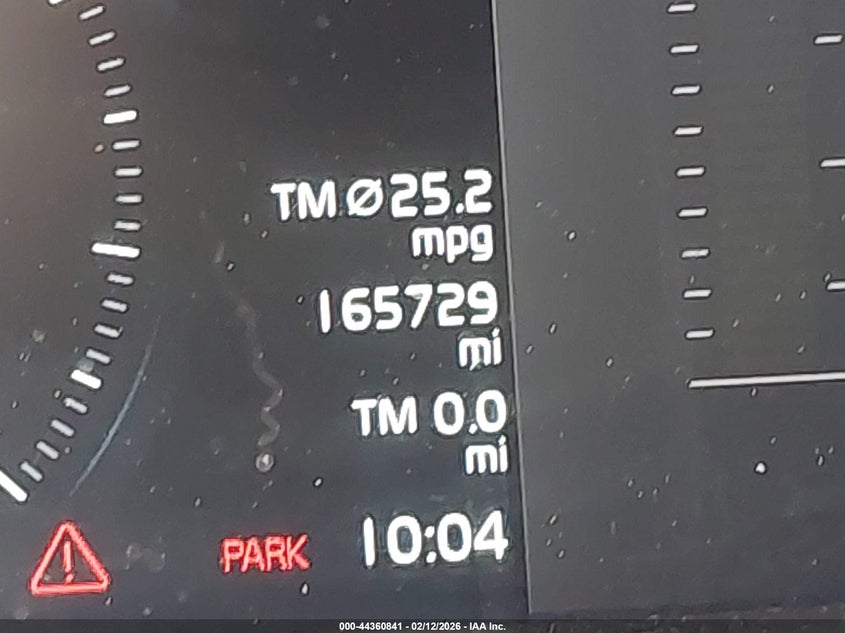 TM Ø 25.2
mpg
165729
mi
TM 0.0
mi
PARK 10:04
000-44360841 - 02/12/2026 - IAA Inc.